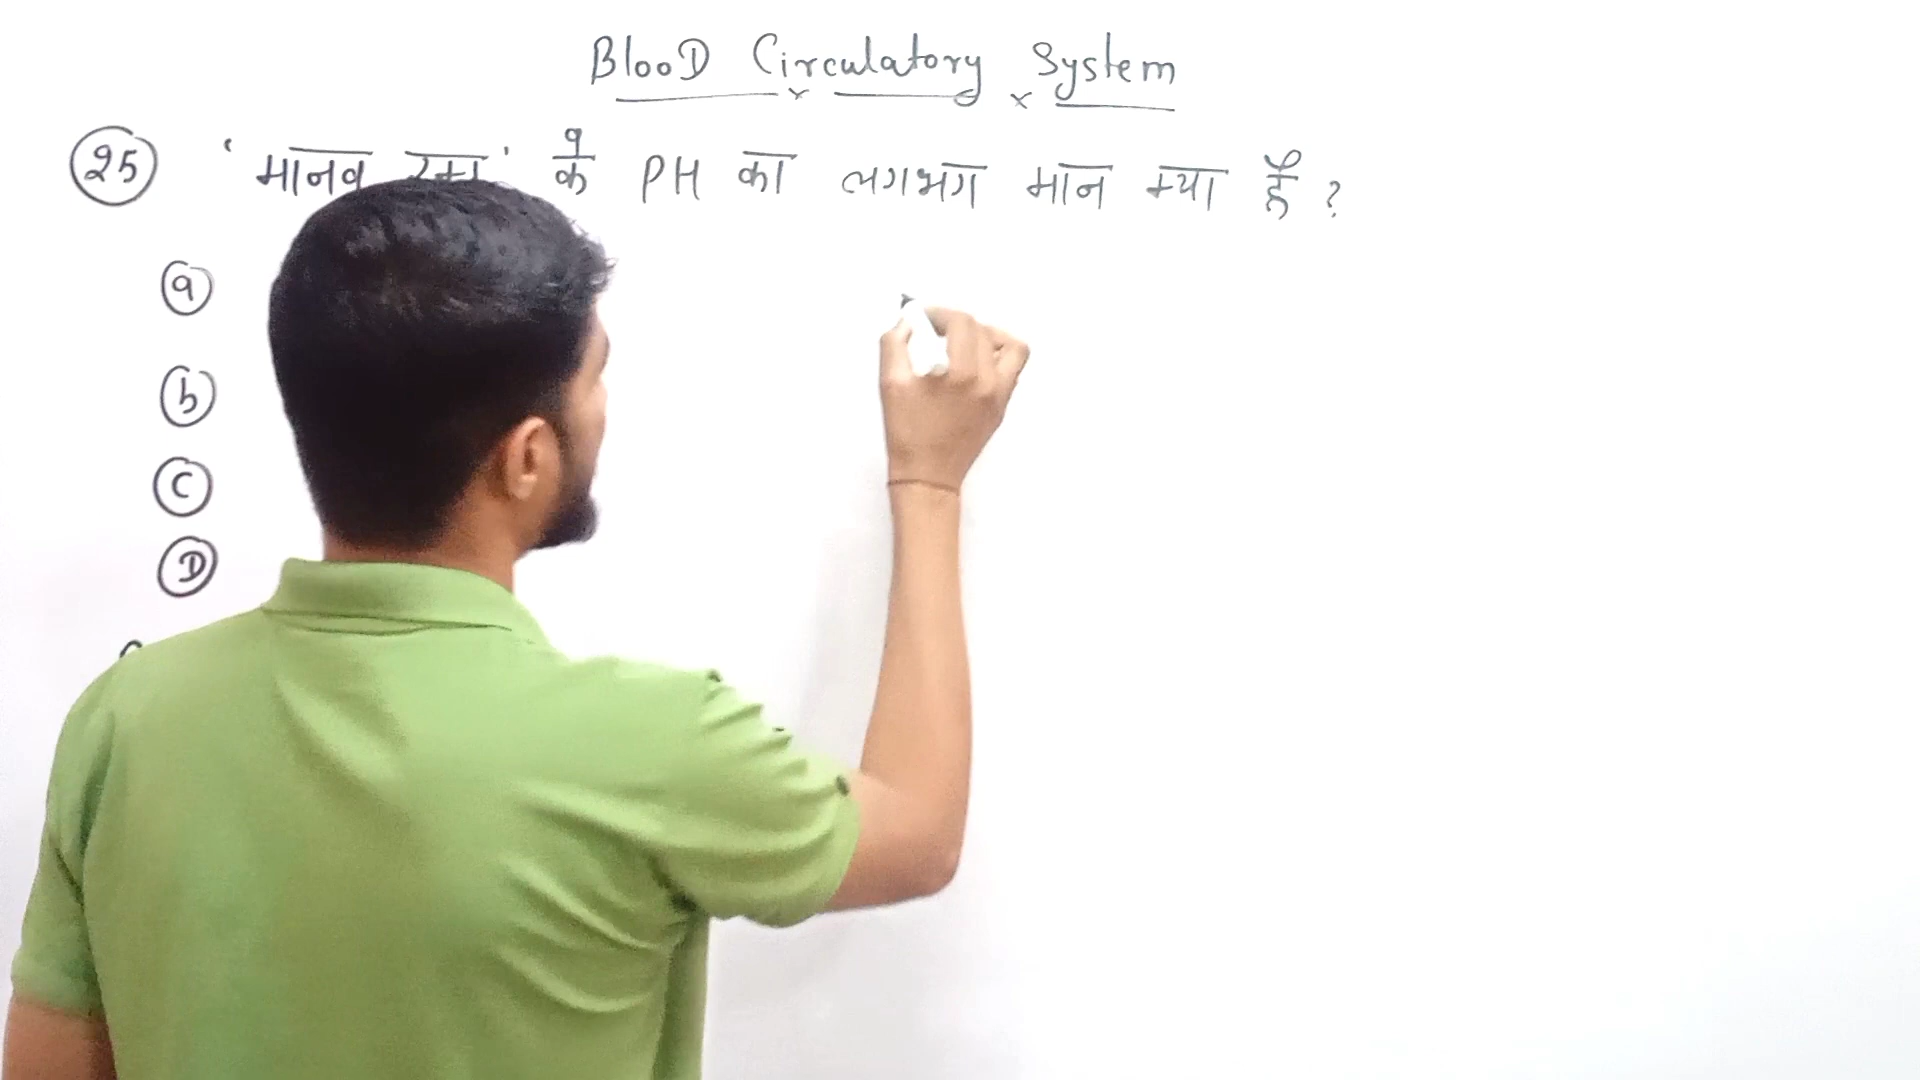 BlooD Circulatory System
25 'मानव रक्त' के PH का लगभग मान क्या है ?
a
b
C
D